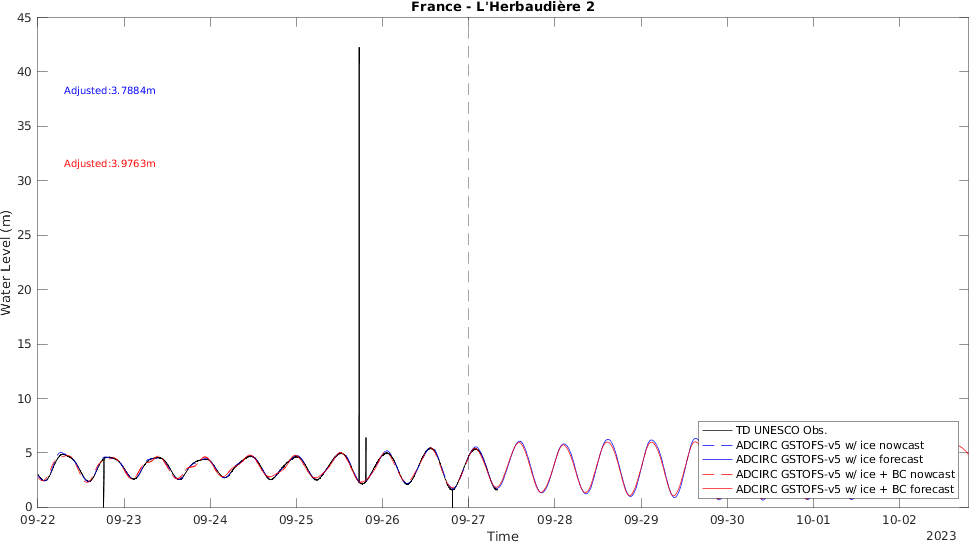 France - L'Herbaudière 2
45
40
35
30
25
20
15
10
5
0
Water Level (m)
Adjusted:3.7884m
Adjusted:3.9763m
TD UNESCO Obs.
ADCIRC GSTOFS-v5 w/ ice nowcast
ADCIRC GSTOFS-v5 w/ ice forecast
ADCIRC GSTOFS-v5 w/ ice + BC nowcast
ADCIRC GSTOFS-v5 w/ ice + BC forecast
09-22 09-23 09-24 09-25 09-26 09-27 09-28 09-29 09-30 10-01 10-02
Time
2023